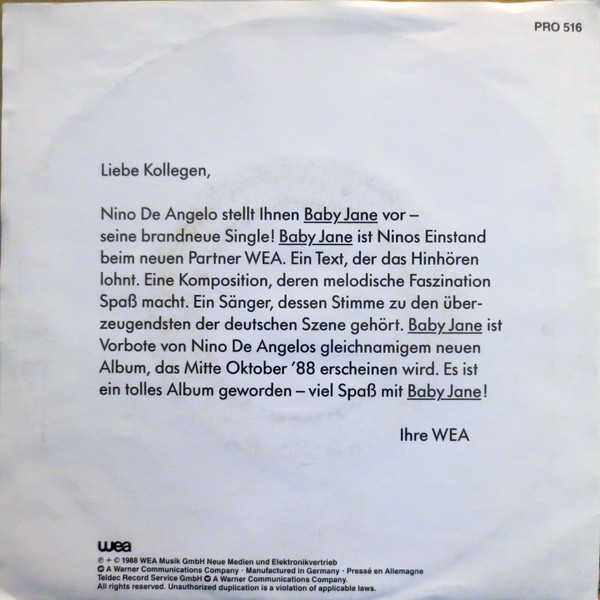 PRO 516
Liebe Kollegen,
Nino De Angelo stellt Ihnen Baby Jane vor –
seine brandneue Single! Baby Jane ist Ninos Einstand
beim neuen Partner WEA. Ein Text, der das Hinhören
lohnt. Eine Komposition, deren melodische Faszination
Spaß macht. Ein Sänger, dessen Stimme zu den über-
zeugendsten der deutschen Szene gehört. Baby Jane ist
Vorbote von Nino De Angelos gleichnamigem neuen
Album, das Mitte Oktober ’88 erscheinen wird. Es ist
ein tolles Album geworden – viel Spaß mit Baby Jane!
Ihre WEA
wea
℗ + © 1988 WEA Musik GmbH Neue Medien und Elektronikvertrieb
A Warner Communications Company · Manufactured in Germany · Pressé en Allemagne
Teldec Record Service GmbH A Warner Communications Company.
All rights reserved. Unauthorized duplication is a violation of applicable laws.